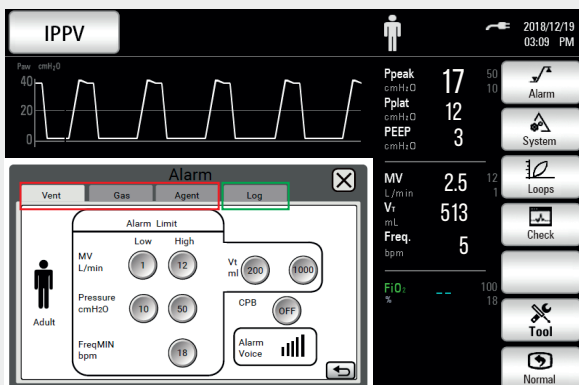 IPPV
2018/12/19
03:09 PM
Paw cmH₂O
40
20
0
Ppeak 17 50
cmH₂O 10
Pplat 12
cmH₂O
PEEP 3
cmH₂O
MV 2.5 12
L/min 1
VT 513
mL
Freq. 5
bpm
FiO₂ -- 100
% 18
Alarm
System
Loops
Check
Tool
Normal
Alarm
Vent Gas Agent Log
Alarm Limit
Low High
MV
L/min 1 12
Vt
ml 200 1000
Pressure
cmH2O 10 50
CPB OFF
FreqMIN
bpm 18
Alarm
Voice
Adult